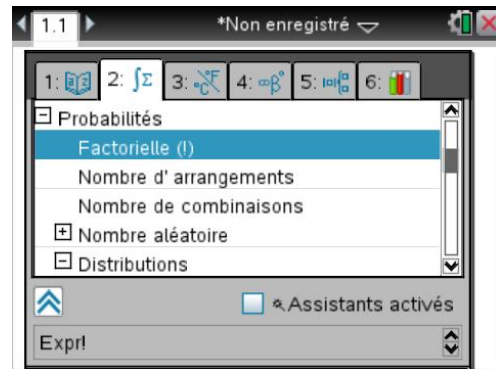 1.1 *Non enregistré
1: 2: ∫Σ 3: °C°F 4: ∞β° 5: 6:
Probabilités
Factorielle (!)
Nombre d' arrangements
Nombre de combinaisons
Nombre aléatoire
Distributions
Assistants activés
Expr!